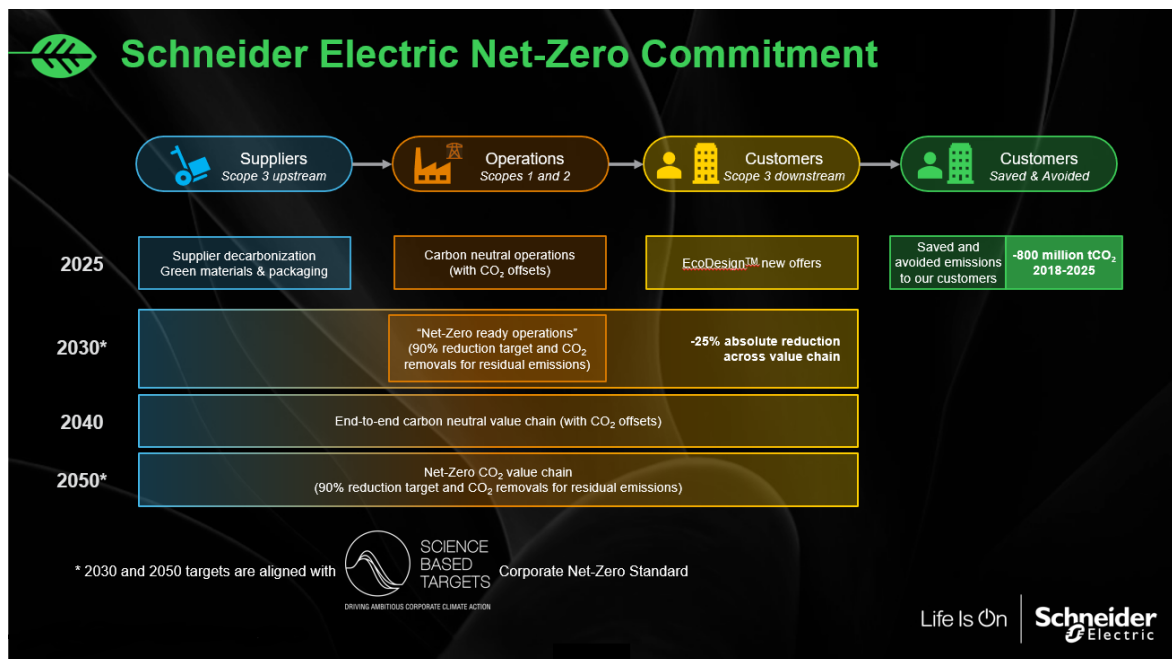 Schneider Electric Net-Zero Commitment
Suppliers
Scope 3 upstream
Operations
Scopes 1 and 2
Customers
Scope 3 downstream
Customers
Saved & Avoided
2025
Supplier decarbonization
Green materials & packaging
Carbon neutral operations
(with CO₂ offsets)
EcoDesign™ new offers
Saved and
avoided emissions
to our customers
-800 million tCO₂
2018-2025
2030*
“Net-Zero ready operations”
(90% reduction target and CO₂
removals for residual emissions)
-25% absolute reduction
across value chain
2040
End-to-end carbon neutral value chain (with CO₂ offsets)
2050*
Net-Zero CO₂ value chain
(90% reduction target and CO₂ removals for residual emissions)
* 2030 and 2050 targets are aligned with
SCIENCE
BASED
TARGETS
DRIVING AMBITIOUS CORPORATE CLIMATE ACTION
Corporate Net-Zero Standard
Life Is On
Schneider
Electric